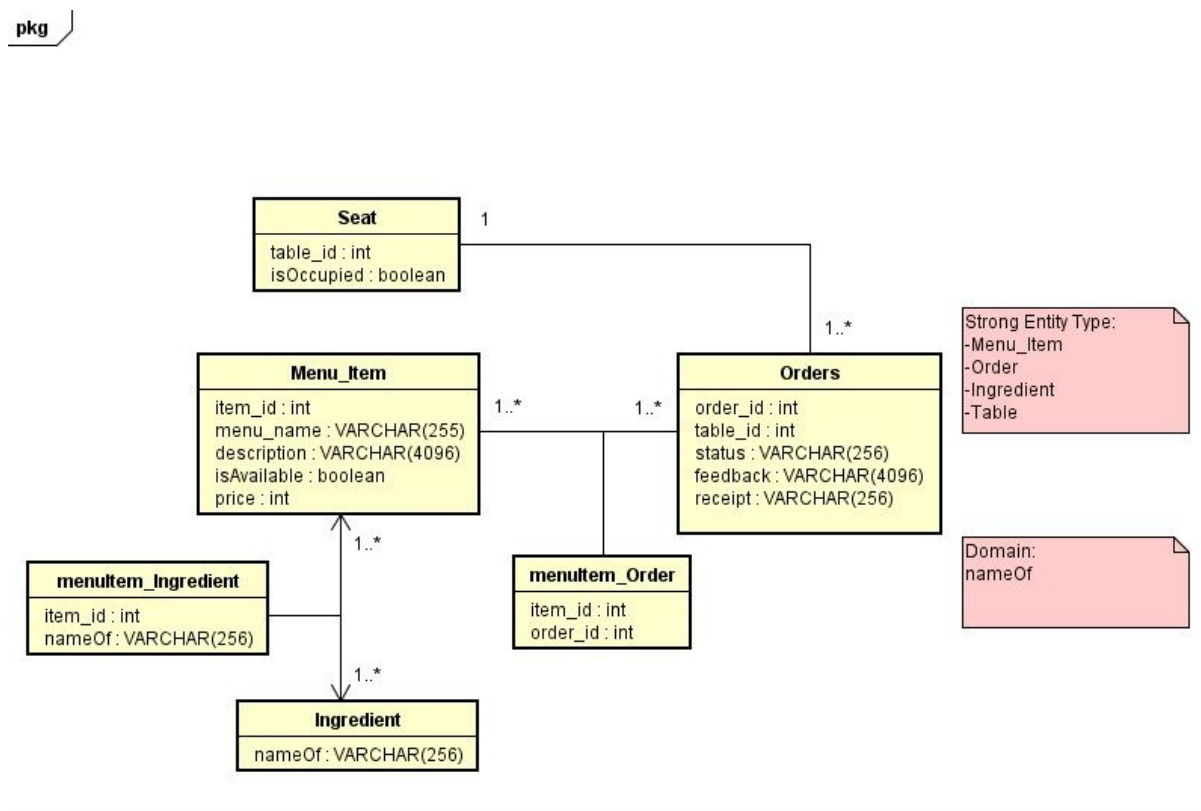 pkg
Seat
table_id : int
isOccupied : boolean
1
1..*
Menu_Item
item_id : int
menu_name : VARCHAR(255)
description : VARCHAR(4096)
isAvailable : boolean
price : int
1..*
1..*
Orders
order_id : int
table_id : int
status : VARCHAR(256)
feedback : VARCHAR(4096)
receipt : VARCHAR(256)
Strong Entity Type:
-Menu_Item
-Order
-Ingredient
-Table
1..*
menuItem_Ingredient
item_id : int
nameOf : VARCHAR(256)
menuItem_Order
item_id : int
order_id : int
Domain:
nameOf
1..*
Ingredient
nameOf : VARCHAR(256)